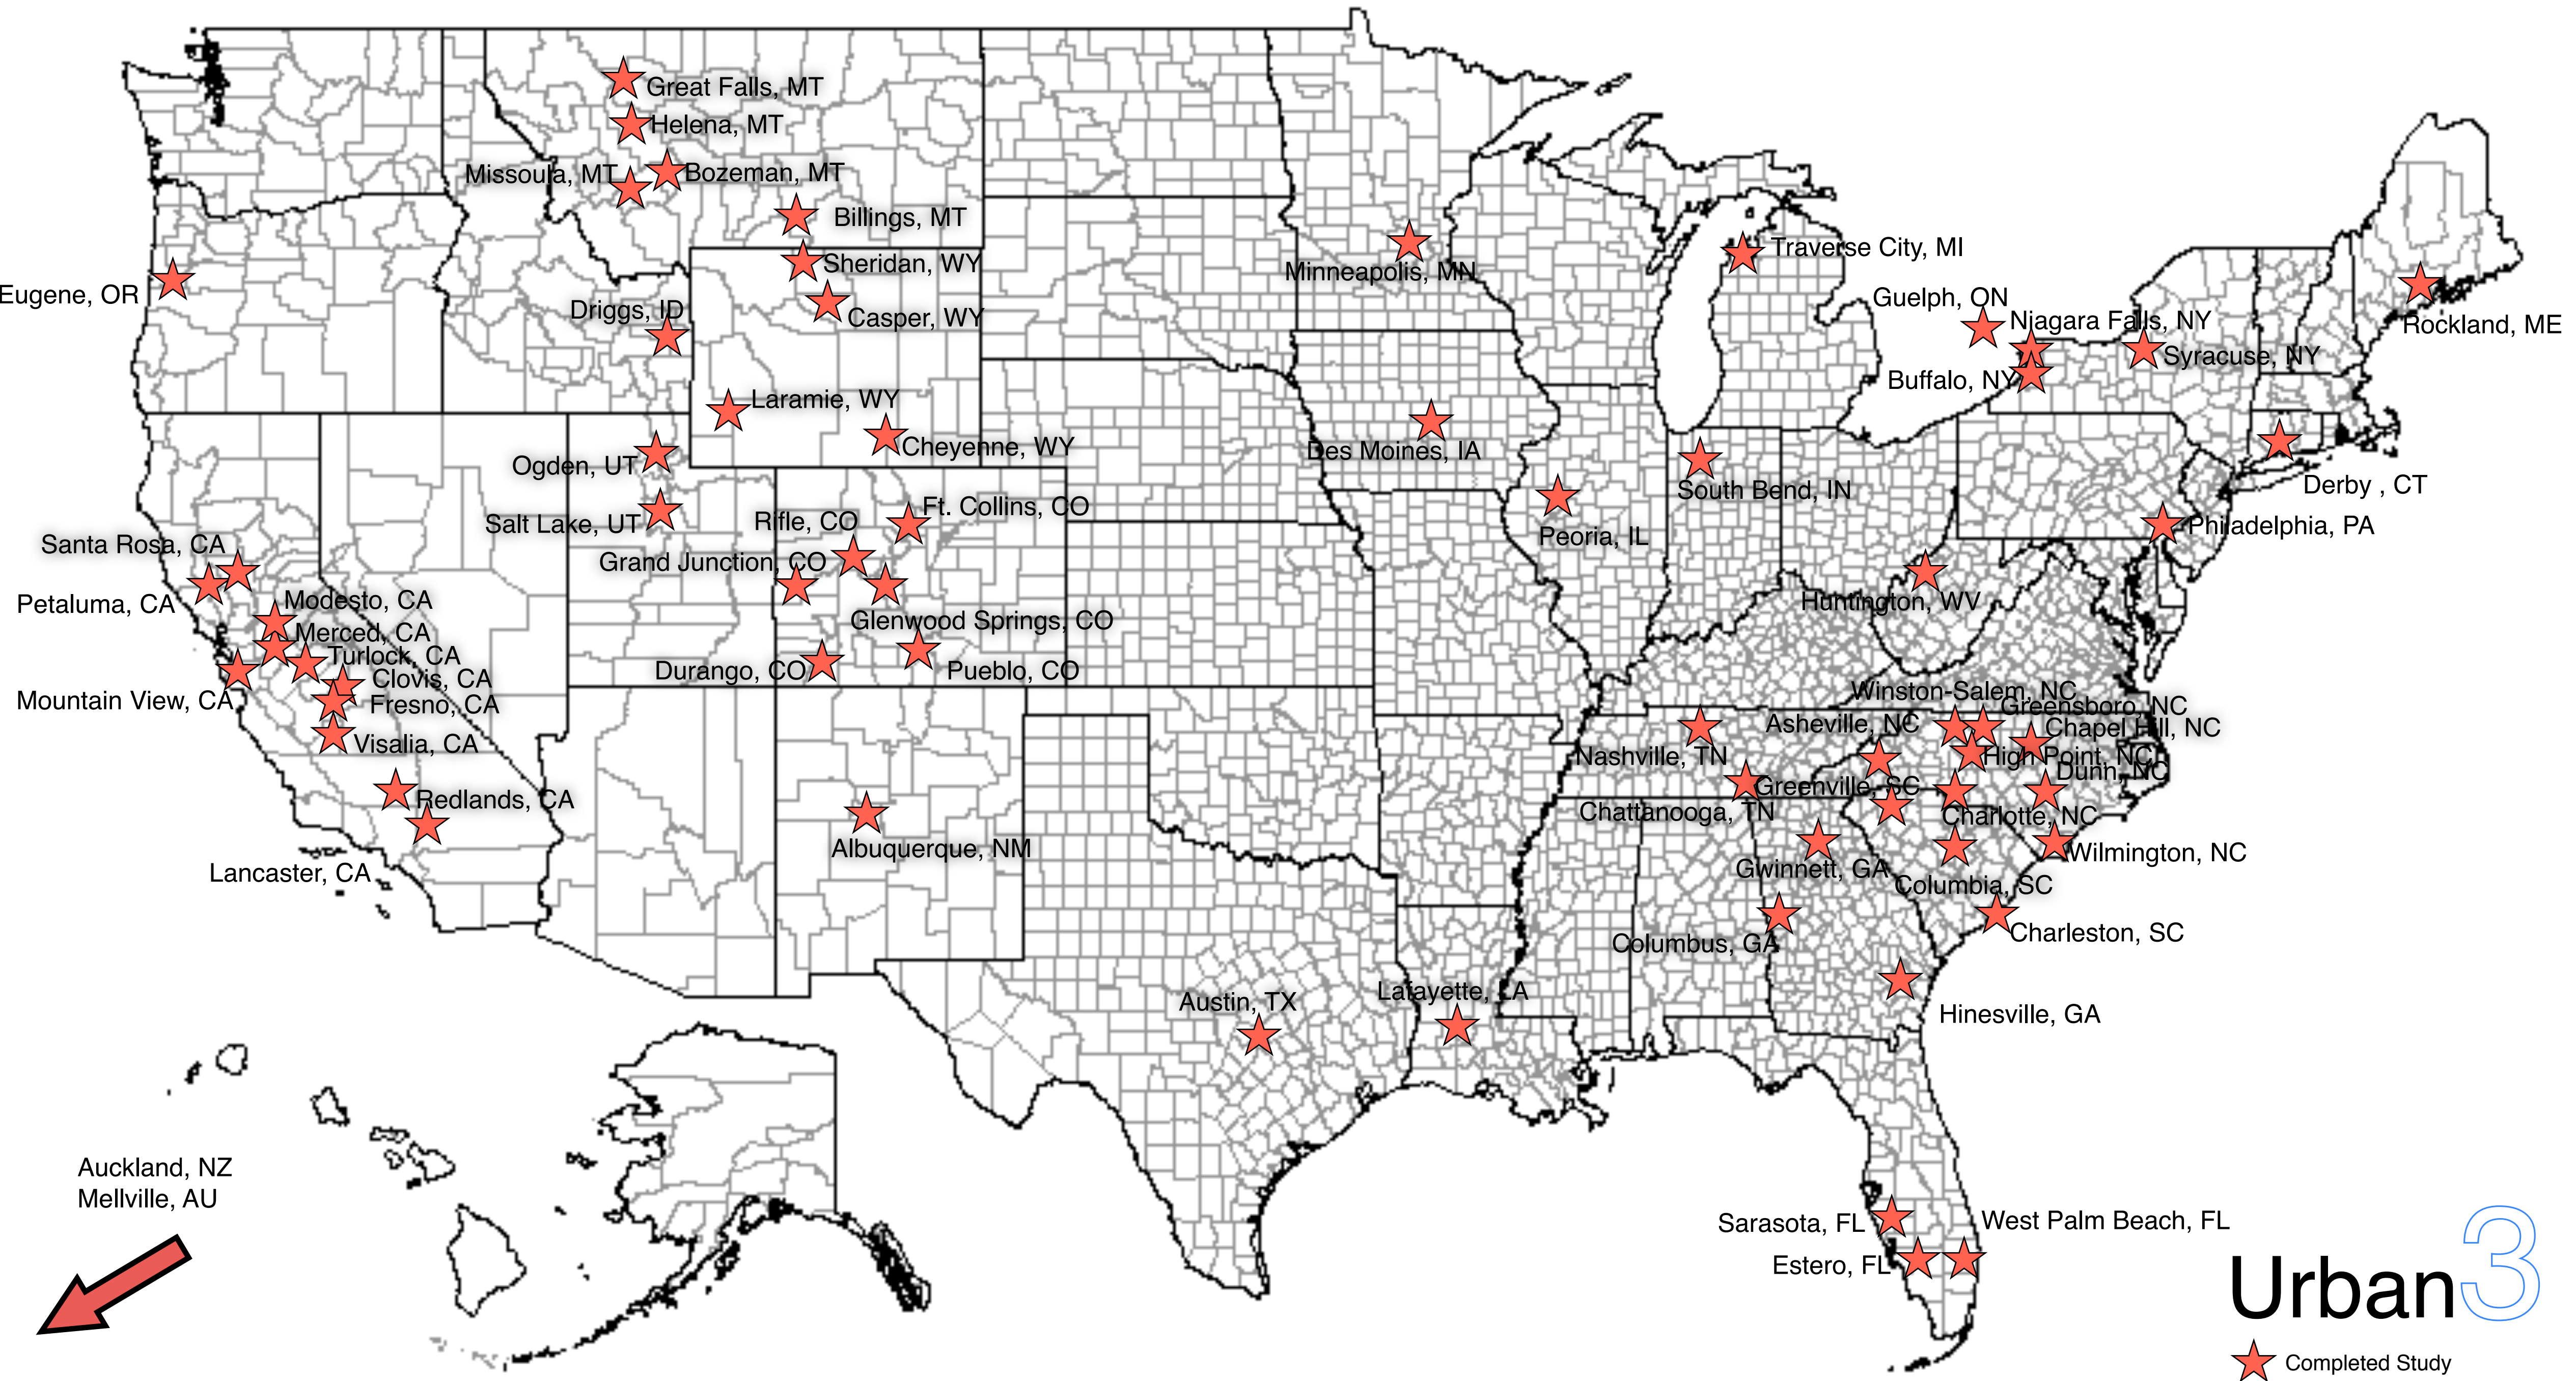 Great Falls, MT
Helena, MT
Missoula, MT
Bozeman, MT
Billings, MT
Sheridan, WY
Casper, WY
Eugene, OR
Driggs, ID
Laramie, WY
Cheyenne, WY
Ogden, UT
Salt Lake, UT
Rifle, CO
Ft. Collins, CO
Grand Junction, CO
Glenwood Springs, CO
Durango, CO
Pueblo, CO
Santa Rosa, CA
Petaluma, CA
Modesto, CA
Merced, CA
Turlock, CA
Mountain View, CA
Clovis, CA
Fresno, CA
Visalia, CA
Redlands, CA
Lancaster, CA
Albuquerque, NM
Austin, TX
Lafayette, LA
Minneapolis, MN
Des Moines, IA
Peoria, IL
South Bend, IN
Traverse City, MI
Guelph, ON
Niagara Falls, NY
Buffalo, NY
Syracuse, NY
Rockland, ME
Derby , CT
Philadelphia, PA
Huntington, WV
Winston-Salem, NC
Greensboro, NC
Asheville, NC
Chapel Hill, NC
High Point, NC
Dunn, NC
Nashville, TN
Greenville, SC
Chattanooga, TN
Charlotte, NC
Wilmington, NC
Gwinnett, GA
Columbia, SC
Charleston, SC
Columbus, GA
Hinesville, GA
Sarasota, FL
West Palm Beach, FL
Estero, FL
Auckland, NZ
Mellville, AU
Urban3
Completed Study